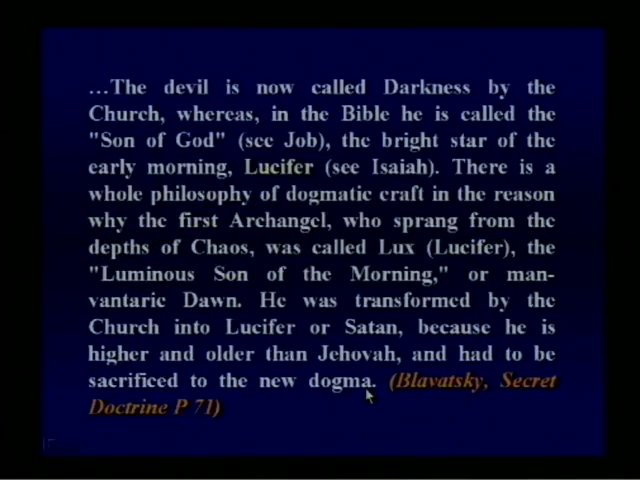 …The devil is now called Darkness by the
Church, whereas, in the Bible he is called the
"Son of God" (see Job), the bright star of the
early morning, Lucifer (see Isaiah). There is a
whole philosophy of dogmatic craft in the reason
why the first Archangel, who sprang from the
depths of Chaos, was called Lux (Lucifer), the
"Luminous Son of the Morning," or man-
vantaric Dawn. He was transformed by the
Church into Lucifer or Satan, because he is
higher and older than Jehovah, and had to be
sacrificed to the new dogma. (Blavatsky, Secret
Doctrine P 71)